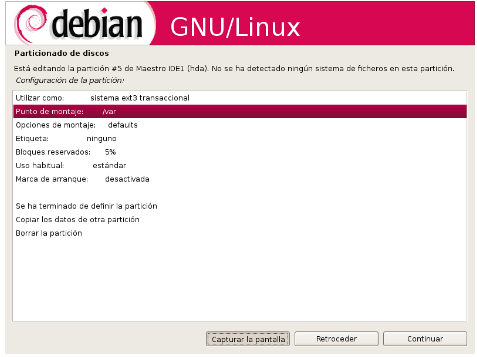 debian GNU/Linux
Particionado de discos
Está editando la partición #5 de Maestro IDE1 (hda). No se ha detectado ningún sistema de ficheros en esta partición.
Configuración de la partición:
Utilizar como: sistema ext3 transaccional
Punto de montaje: /var
Opciones de montaje: defaults
Etiqueta: ninguno
Bloques reservados: 5%
Uso habitual: estándar
Marca de arranque: desactivada
Se ha terminado de definir la partición
Copiar los datos de otra partición
Borrar la partición
Capturar la pantalla Retroceder Continuar